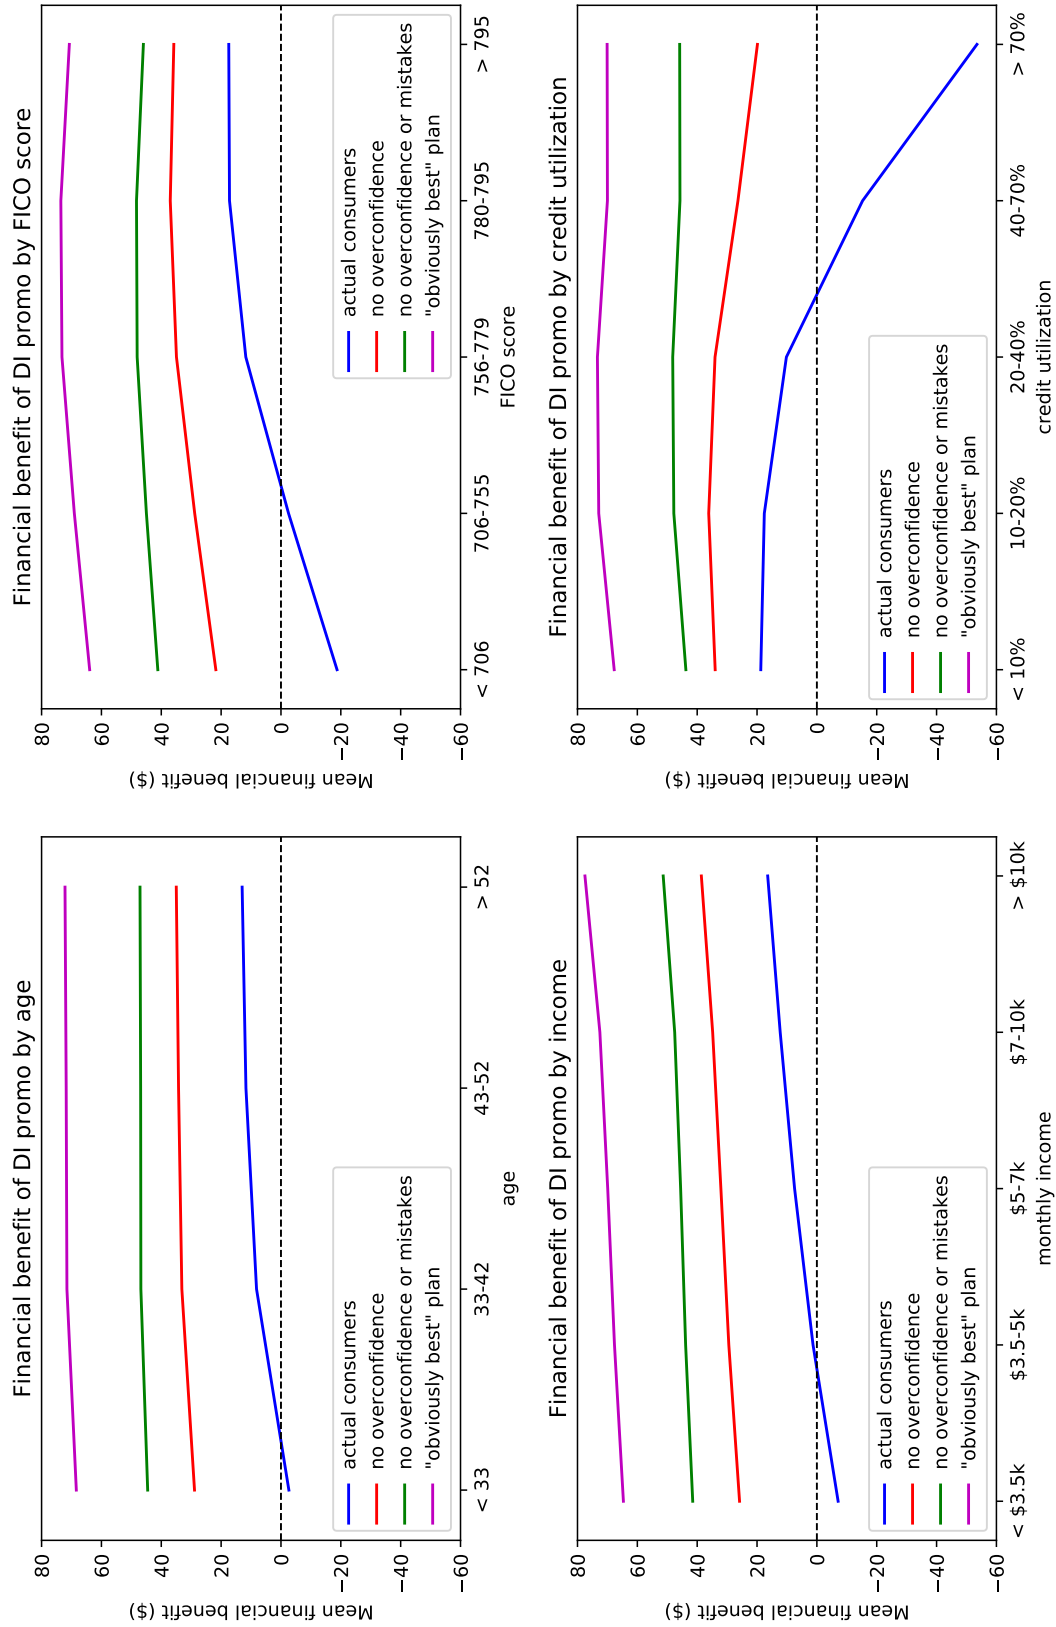 Financial benefit of DI promo by age
Mean financial benefit ($)
80
60
40
20
0
−20
−40
−60
actual consumers
no overconfidence
no overconfidence or mistakes
"obviously best" plan
< 33
33-42
43-52
> 52
age
Financial benefit of DI promo by FICO score
Mean financial benefit ($)
80
60
40
20
0
−20
−40
−60
actual consumers
no overconfidence
no overconfidence or mistakes
"obviously best" plan
< 706
706-755
756-779
780-795
> 795
FICO score
Financial benefit of DI promo by income
Mean financial benefit ($)
80
60
40
20
0
−20
−40
−60
actual consumers
no overconfidence
no overconfidence or mistakes
"obviously best" plan
< $3.5k
$3.5-5k
$5-7k
$7-10k
> $10k
monthly income
Financial benefit of DI promo by credit utilization
Mean financial benefit ($)
80
60
40
20
0
−20
−40
−60
actual consumers
no overconfidence
no overconfidence or mistakes
"obviously best" plan
< 10%
10-20%
20-40%
40-70%
> 70%
credit utilization